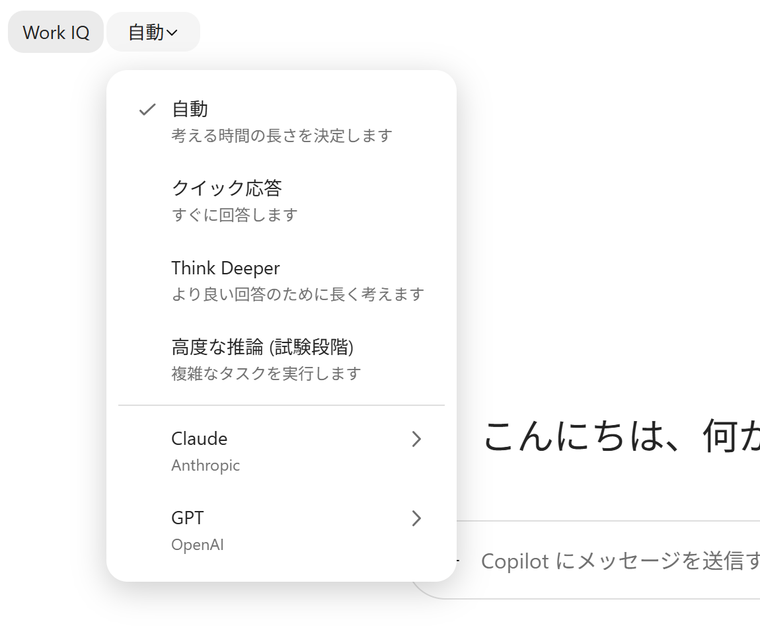 Work IQ
自動
自動
考える時間の長さを決定します
クイック応答
すぐに回答します
Think Deeper
より良い回答のために長く考えます
高度な推論 (試験段階)
複雑なタスクを実行します
Claude
Anthropic
GPT
OpenAI
こんにちは、何か
Copilot にメッセージを送信す